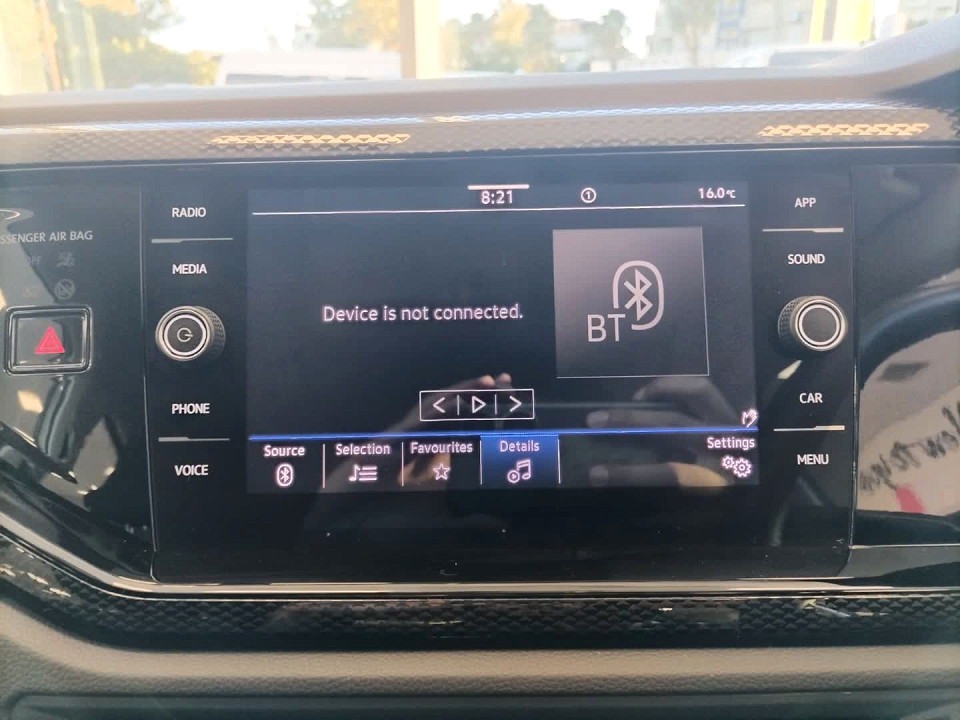 8:21
16.0°C
RADIO
MEDIA
PHONE
VOICE
AIR BAG
Device is not connected.
BT
Source
Selection
Favourites
Details
Settings
APP
SOUND
CAR
MENU